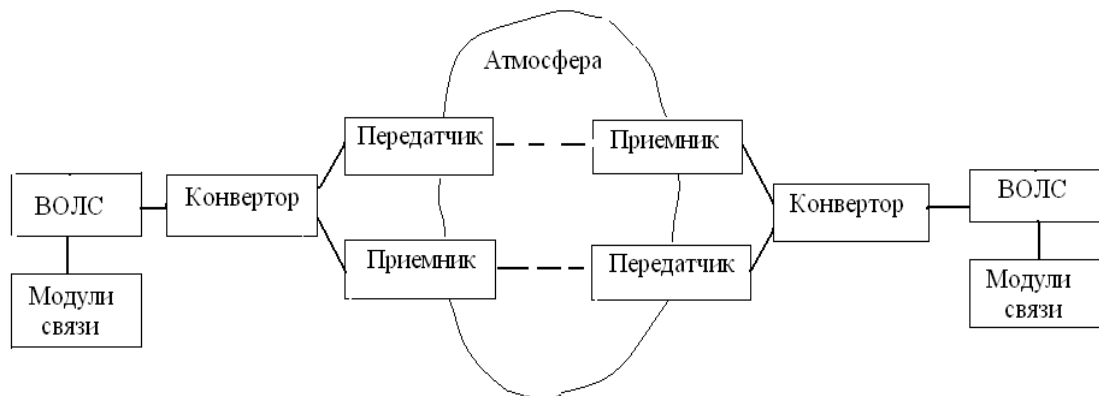 Атмосфера
Передатчик
Приемник
ВОЛС
Конвертор
Конвертор
ВОЛС
Приемник
Передатчик
Модули
связи
Модули
связи